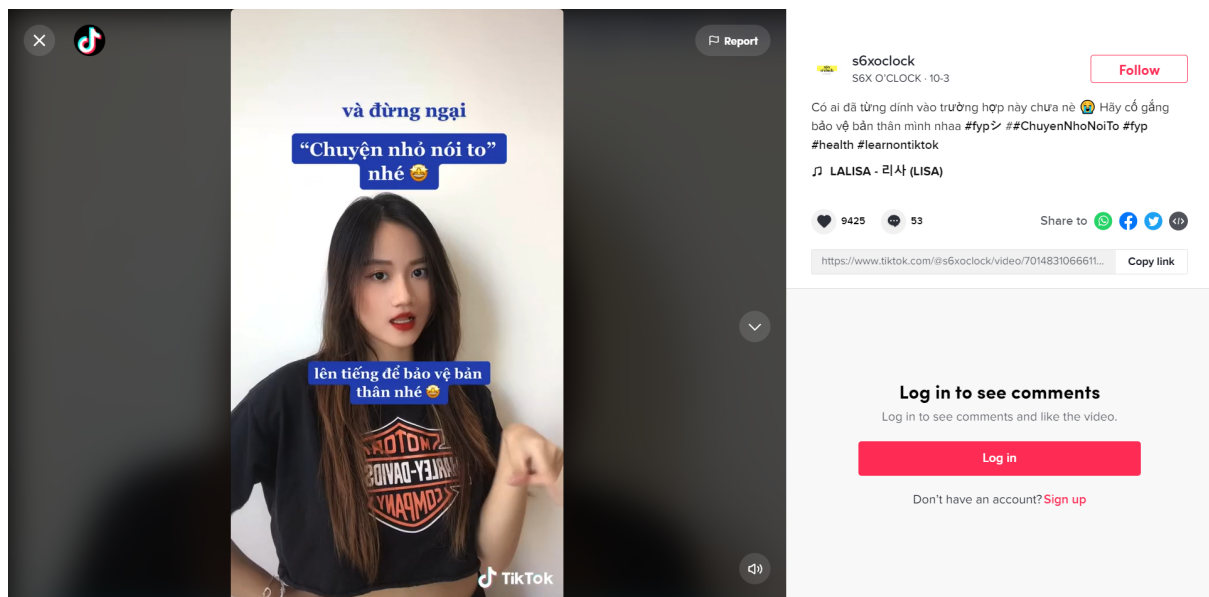 Report
và đừng ngại
“Chuyện nhỏ nói to”
nhé
lên tiếng để bảo vệ bản
thân nhé
MOTOR
HARLEY-DAVIDS
COMPANY
TikTok
s6xoclock
S6X O'CLOCK · 10-3
Follow
Có ai đã từng dính vào trường hợp này chưa nè 😭 Hãy cố gắng
bảo vệ bản thân mình nhaa #fypシ ##ChuyenNhoNoiTo #fyp
#health #learnontiktok
♫ LALISA - 리사 (LISA)
9425
53
Share to
https://www.tiktok.com/@s6xoclock/video/7014831066611...
Copy link
Log in to see comments
Log in to see comments and like the video.
Log in
Don’t have an account? Sign up